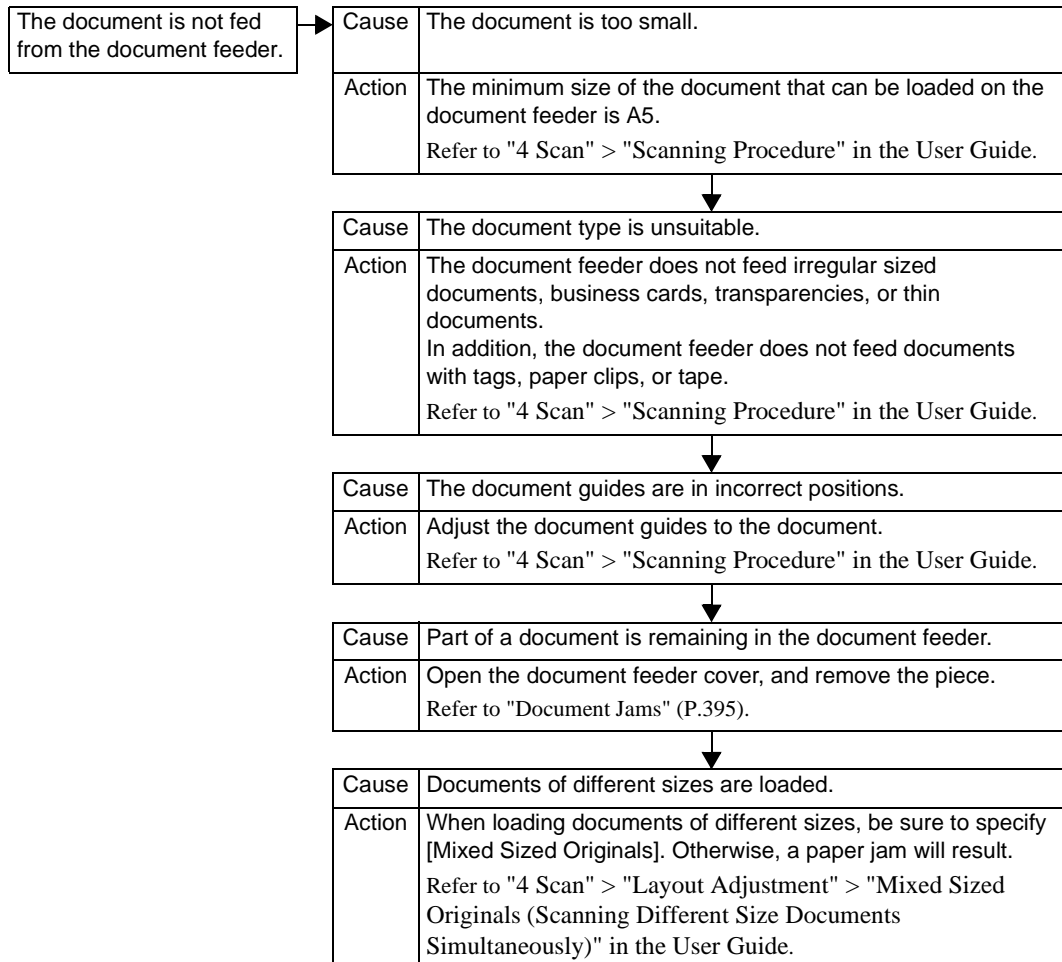 The document is not fed
from the document feeder.
Cause
The document is too small.
Action
The minimum size of the document that can be loaded on the
document feeder is A5.
Refer to "4 Scan" > "Scanning Procedure" in the User Guide.
Cause
The document type is unsuitable.
Action
The document feeder does not feed irregular sized
documents, business cards, transparencies, or thin
documents.
In addition, the document feeder does not feed documents
with tags, paper clips, or tape.
Refer to "4 Scan" > "Scanning Procedure" in the User Guide.
Cause
The document guides are in incorrect positions.
Action
Adjust the document guides to the document.
Refer to "4 Scan" > "Scanning Procedure" in the User Guide.
Cause
Part of a document is remaining in the document feeder.
Action
Open the document feeder cover, and remove the piece.
Refer to "Document Jams" (P.395).
Cause
Documents of different sizes are loaded.
Action
When loading documents of different sizes, be sure to specify
[Mixed Sized Originals]. Otherwise, a paper jam will result.
Refer to "4 Scan" > "Layout Adjustment" > "Mixed Sized
Originals (Scanning Different Size Documents
Simultaneously)" in the User Guide.